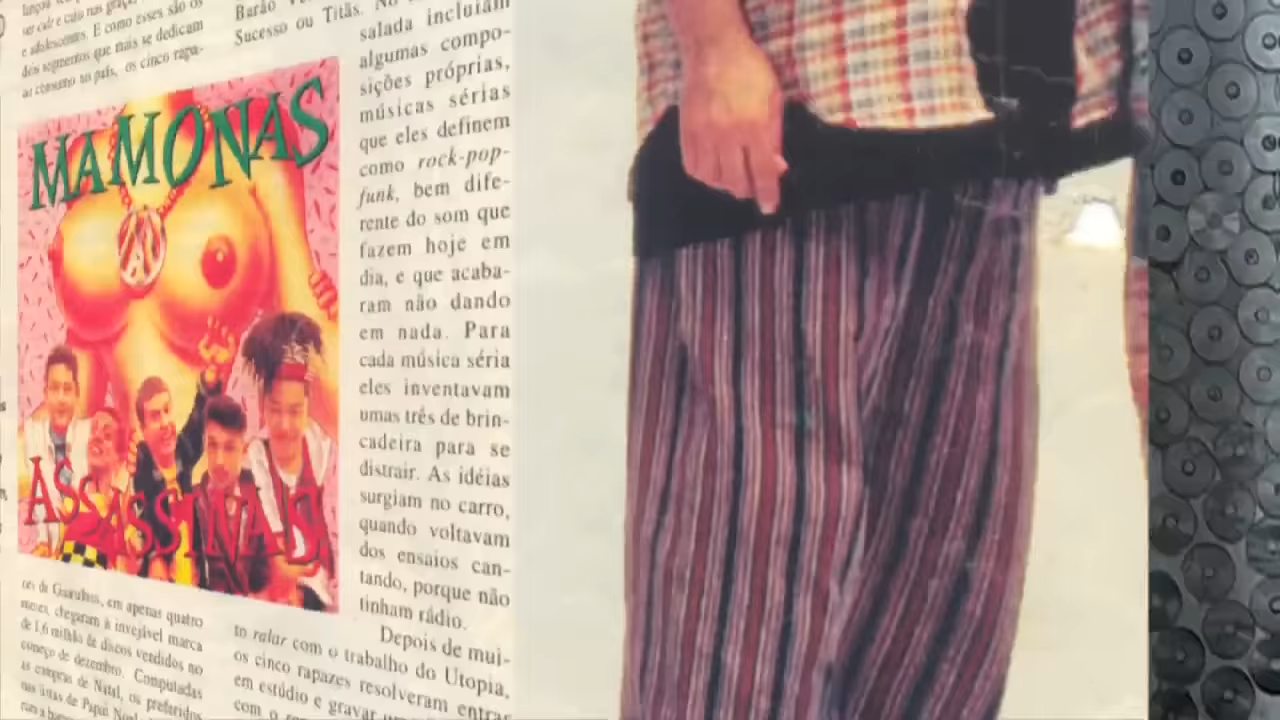 ser cult e caiu nas graç
e adolescentes. E como esses são os
dois segmentos que mais se dedicam
ao consumo no país, os cinco rapa-
MAMONAS
ASSASSINAS
zes de Guarulhos, em apenas quatro
meses, chegaram à invejável marca
de 1,6 milhão de discos vendidos no
começo de dezembro. Computadas
as compras de Natal, os preferidos
nas listas de Papai Noel
Barão
Sucesso ou Titãs. No
salada incluíam
algumas compo-
sições próprias,
músicas sérias
que eles definem
como rock-pop-
funk, bem dife-
rente do som que
fazem hoje em
dia, e que acaba-
ram não dando
em nada. Para
cada música séria
eles inventavam
umas três de brin-
cadeira para se
distrair. As idéias
surgiam no carro,
quando voltavam
dos ensaios can-
tando, porque não
tinham rádio.
Depois de mui-
to ralar com o trabalho do Utopia,
os cinco rapazes resolveram entrar
em estúdio e gravar
com o